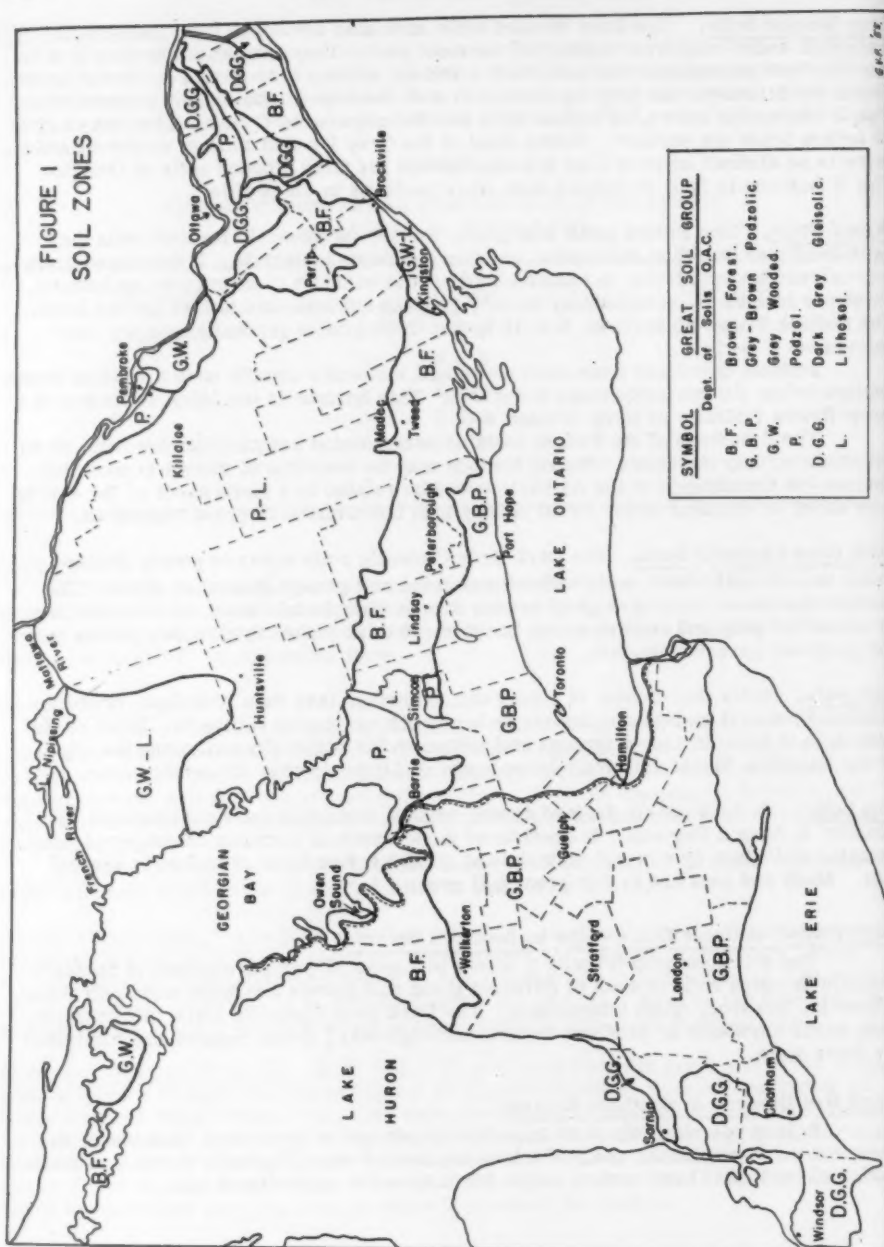 FIGURE 1
SOIL ZONES
Mattawa
River
Nipissing
French River
G.W.-L.
B.F.
G.W.
Pembroke
P.
Killaloe
G.W.
P.-L.
Ottawa
D.G.G.
P.
D.G.G.
D.G.G.
D.G.G.
B.F.
Perth
B.F.
Brockville
Huntsville
GEORGIAN
BAY
Owen
Sound
LAKE
HURON
P.
Barrie
Simcoe
P.
B.F.
Lindsay
Peterborough
Tweed
B.F.
G.W.-L.
Kingston
B.F.
Walkerton
G.B.P.
G.B.P.
Port Hope
Toronto
LAKE ONTARIO
G.B.P.
Guelph
Hamilton
Stratford
London
G.B.P.
LAKE ERIE
D.G.G.
Sarnia
D.G.G.
Chatham
Windsor
D.G.G.
SYMBOL GREAT SOIL GROUP
Dept. of Soils O.A.C.
B. F. Brown Forest.
G. B. P. Grey Brown Podzolic.
G. W. Grey Wooded.
P. Podzol.
D. G. G. Dark Grey Gleisolic.
L. Lithosol.